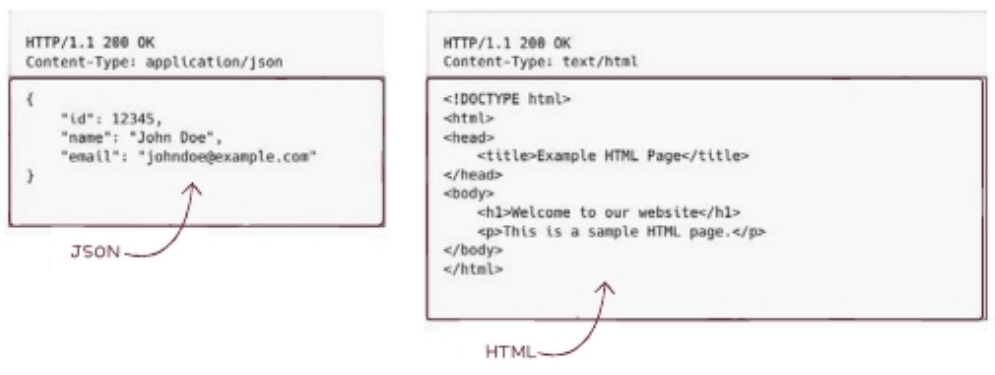 HTTP/1.1 200 OK
Content-Type: application/json
{
    "id": 12345,
    "name": "John Doe",
    "email": "johndoe@example.com"
}
JSON
HTTP/1.1 200 OK
Content-Type: text/html
<!DOCTYPE html>
<html>
<head>
    <title>Example HTML Page</title>
</head>
<body>
    <h1>Welcome to our website</h1>
    <p>This is a sample HTML page.</p>
</body>
</html>
HTML